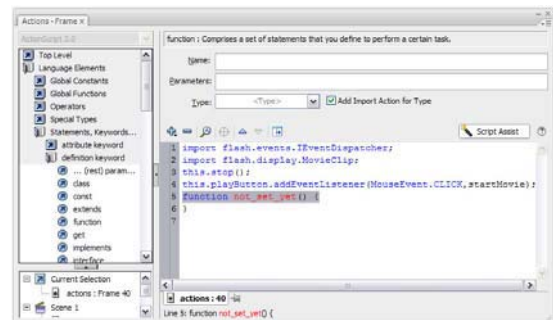 Actions - Frame ×
ActionScript 3.0
Top Level
Language Elements
Global Constants
Global Functions
Operators
Special Types
Statements, Keywords...
attribute keyword
definition keyword
... (rest) param...
class
const
extends
function
get
implements
interface
Current Selection
actions : Frame 40
Scene 1
function : Comprises a set of statements that you define to perform a certain task.
Name:
Parameters:
Type:
<Type>
Add Import Action for Type
Script Assist
1 import flash.events.IEventDispatcher;
2 import flash.display.MovieClip;
3 this.stop();
4 this.playButton.addEventListener(MouseEvent.CLICK,startMovie);
5 function not_set_yet() {
6 }
7
actions : 40
Line 5: function not_set_yet() {